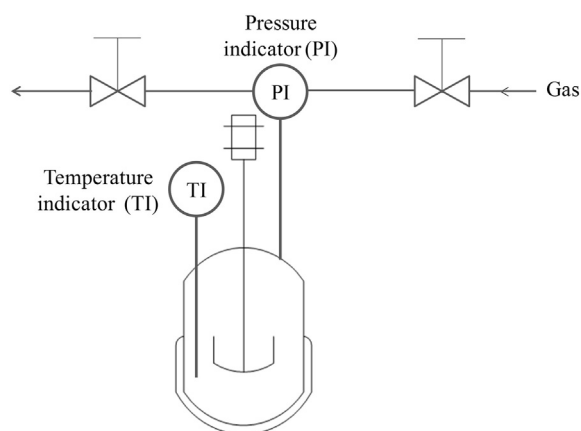 Pressure
indicator (PI)
PI
Gas
Temperature
indicator (TI)
TI